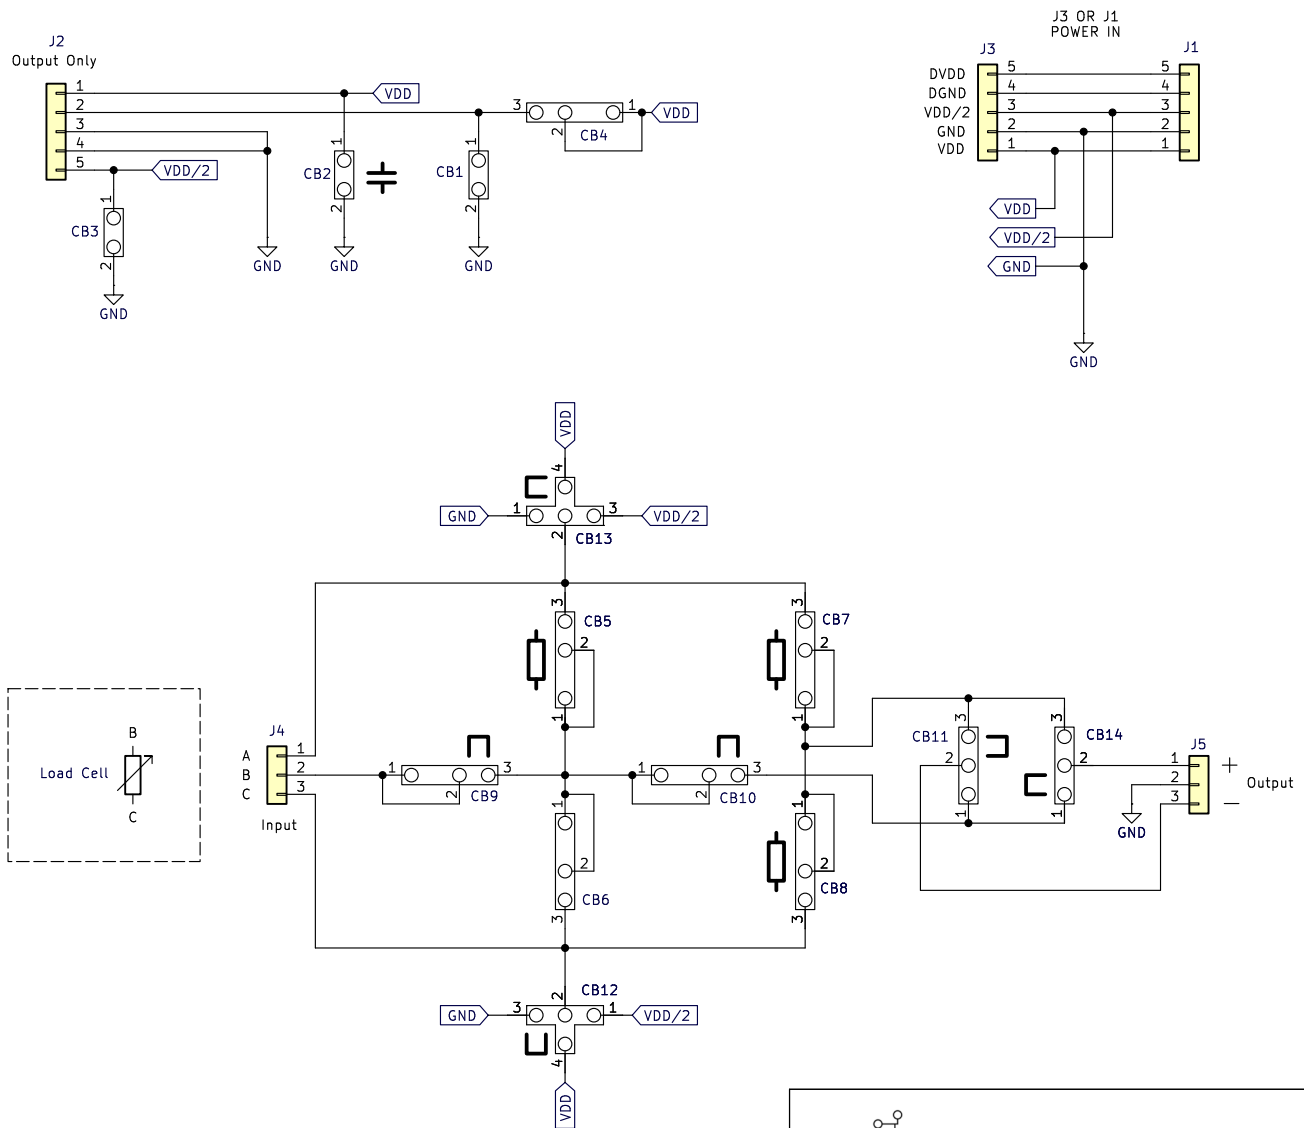 J3 OR J1
POWER IN
J2
Output Only
1
2
3
4
5
VDD
VDD/2
3
2
1
VDD
CB4
1
CB3
2
GND
GND
1
CB2
2
GND
1
CB1
2
GND
J3
J1
DVDD 5 5
DGND 4 4
VDD/2 3 3
GND 2 2
VDD 1 1
VDD
VDD/2
GND
GND
VDD
4
GND 1 3 VDD/2
2
CB13
3
CB5
2
1
3
CB7
2
1
B
Load Cell
C
J4
A 1
B 2
C 3
Input
1 3
2
CB9
1 3
2
CB10
1
2
CB6
3
1
2
CB8
3
3
CB11
2
1
3
CB14
2
1
J5
1 +
2
3 −
Output
GND
CB12
2
GND 3 1 VDD/2
4
VDD